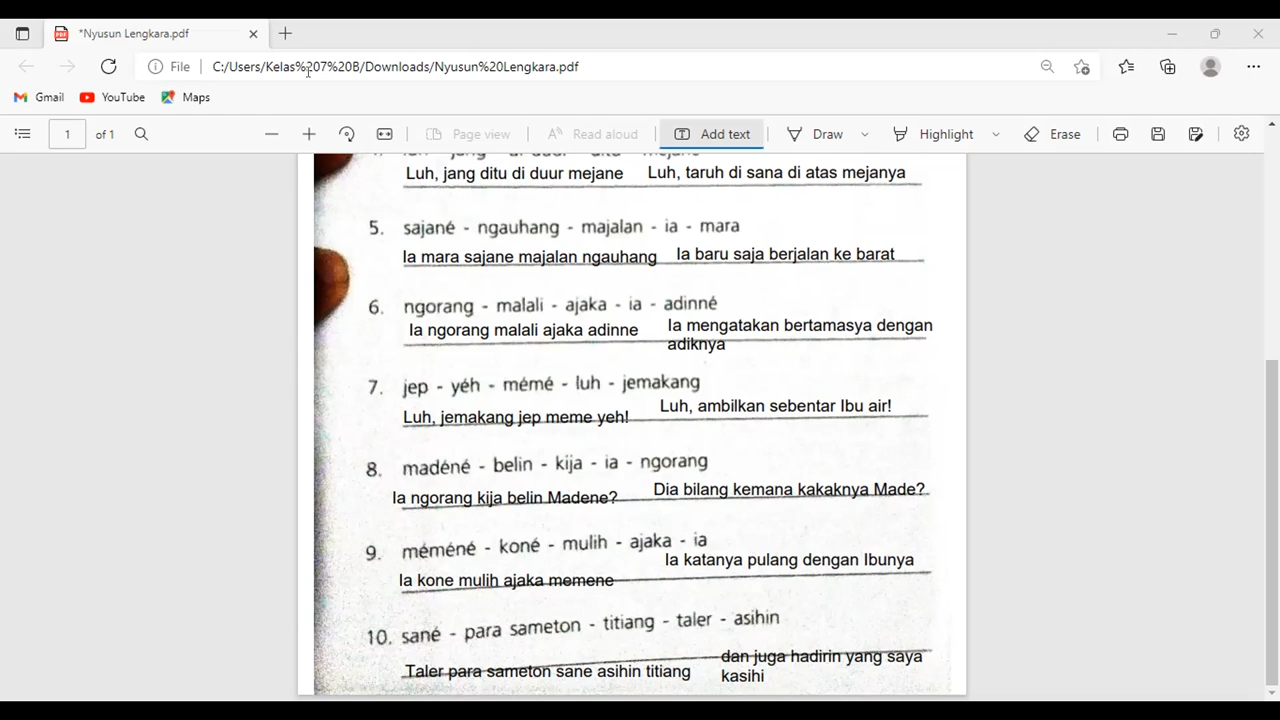 *Nyusun Lengkara.pdf
File C:/Users/Kelas%207%20B/Downloads/Nyusun%20Lengkara.pdf
Gmail YouTube Maps
1 of 1 Page view Read aloud Add text Draw Highlight Erase
Luh, jang ditu di duur mejane Luh, taruh di sana di atas mejanya
5. sajané - ngauhang - majalan - ia - mara
Ia mara sajane majalan ngauhang Ia baru saja berjalan ke barat
6. ngorang - malali - ajaka - ia - adinné
Ia ngorang malali ajaka adinne Ia mengatakan bertamasya dengan
adiknya
7. jep - yéh - mémé - luh - jemakang
Luh, jemakang jep meme yeh! Luh, ambilkan sebentar Ibu air!
8. madéné - belin - kija - ia - ngorang
Ia ngorang kija belin Madene? Dia bilang kemana kakaknya Made?
9. méméné - koné - mulih - ajaka - ia
Ia kone mulih ajaka memene Ia katanya pulang dengan Ibunya
10. sané - para sameton - titiang - taler - asihin
Taler para sameton sane asihin titiang dan juga hadirin yang saya
kasihi